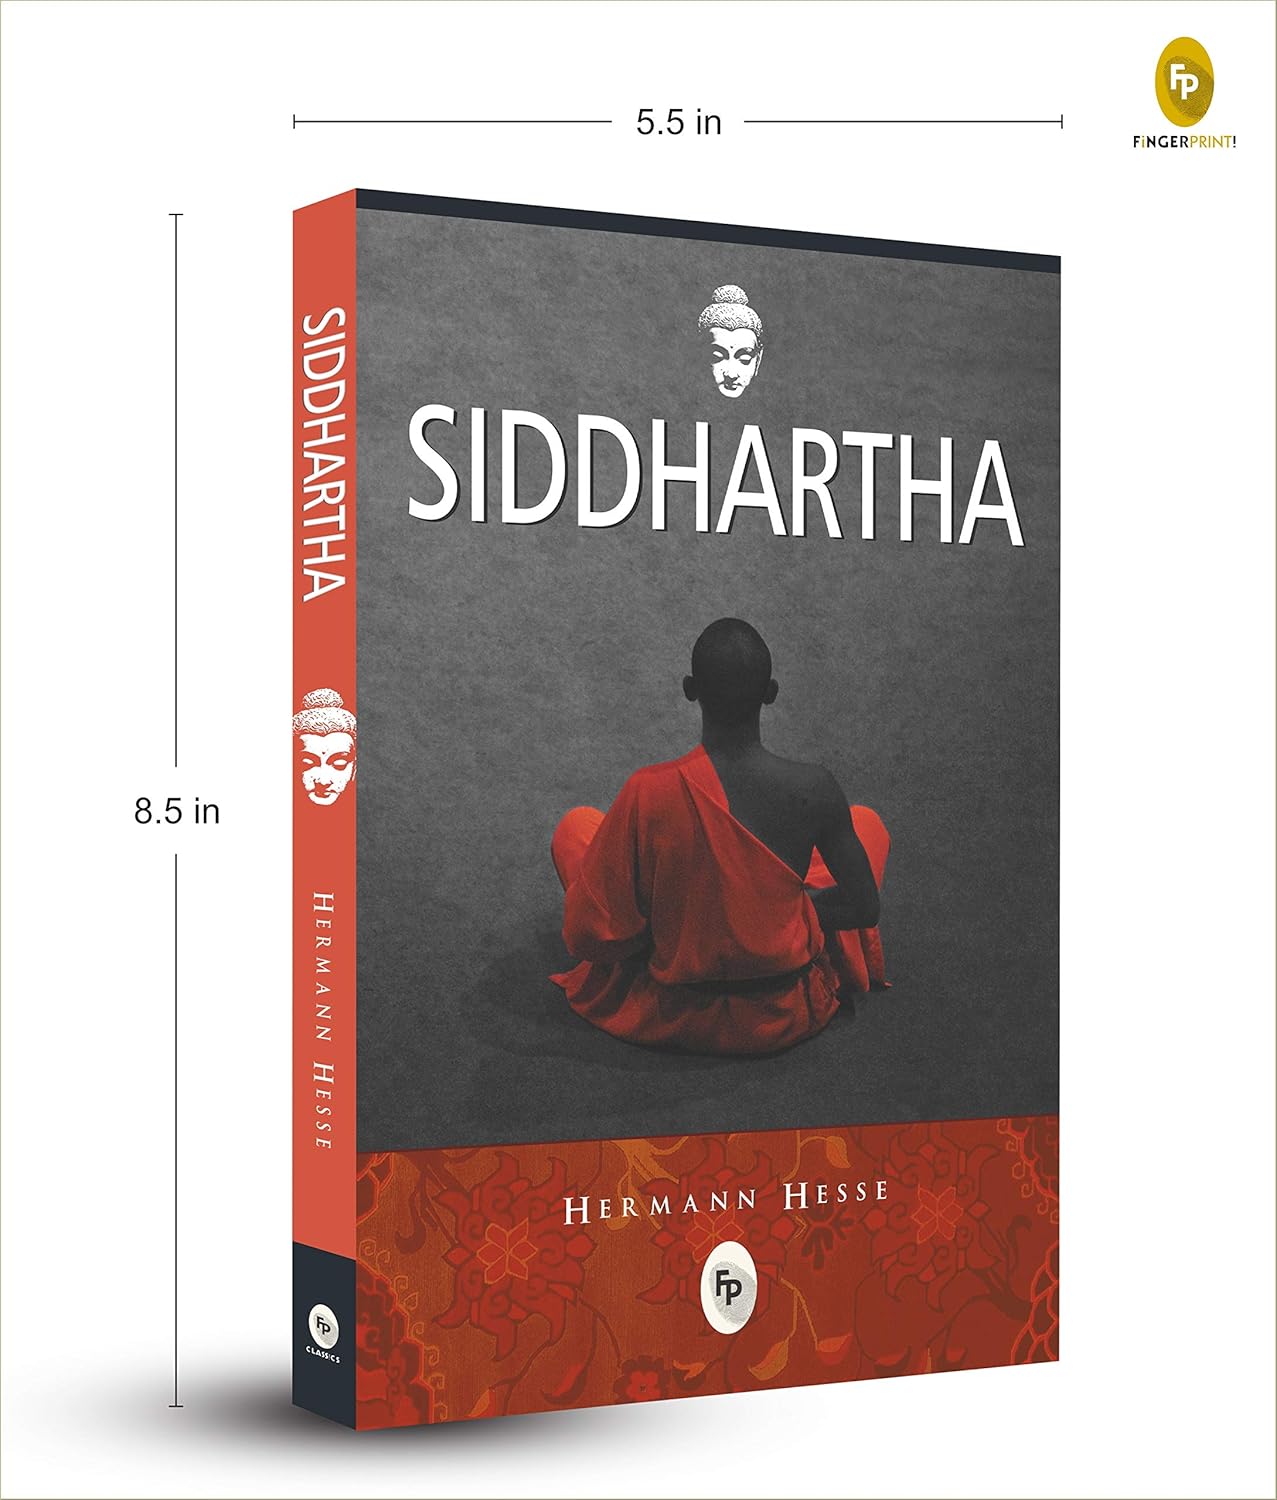 5.5 in
FP
FiNGERPRINT!
8.5 in
SIDDHARTHA
HERMANN HESSE
FP
CLASSICS
SIDDHARTHA
HERMANN HESSE
FP